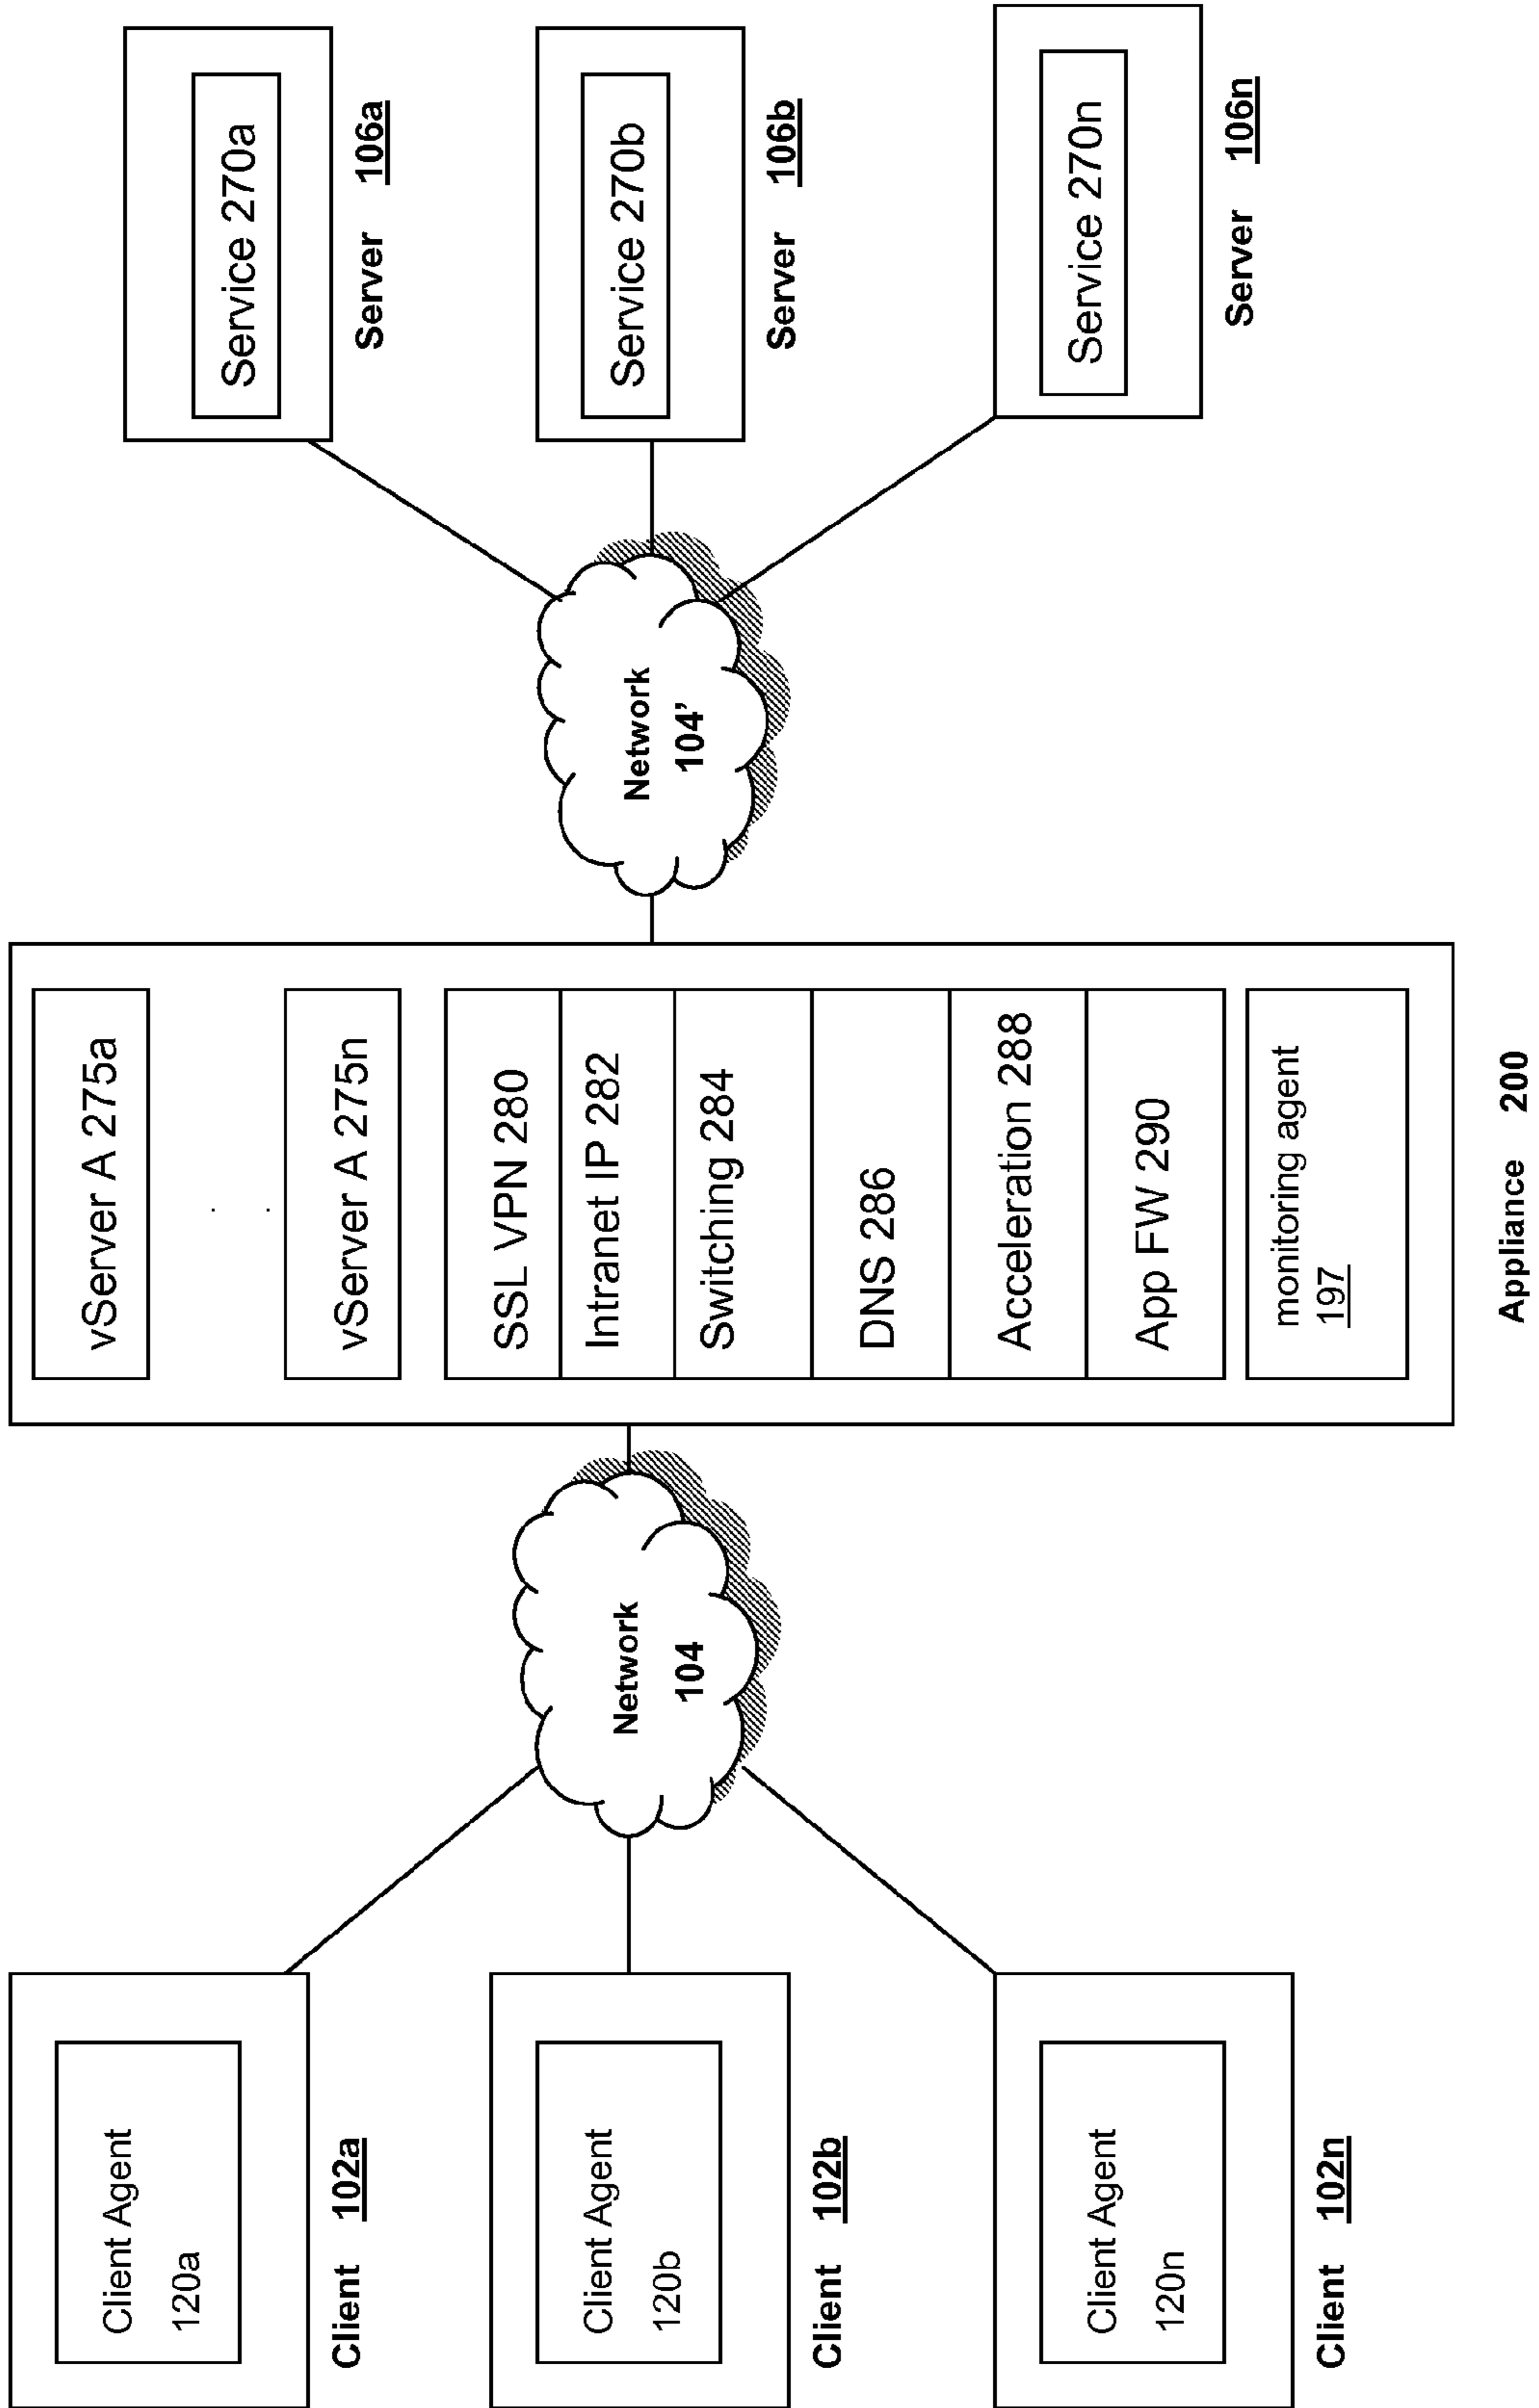 Client Agent
120a
Client 102a
Client Agent
120b
Client 102b
Client Agent
120n
Client 102n
Network
104
vServer A 275a
vServer A 275n
SSL VPN 280
Intranet IP 282
Switching 284
DNS 286
Acceleration 288
App FW 290
monitoring agent
197
Appliance 200
Network
104’
Service 270a
Server 106a
Service 270b
Server 106b
Service 270n
Server 106n